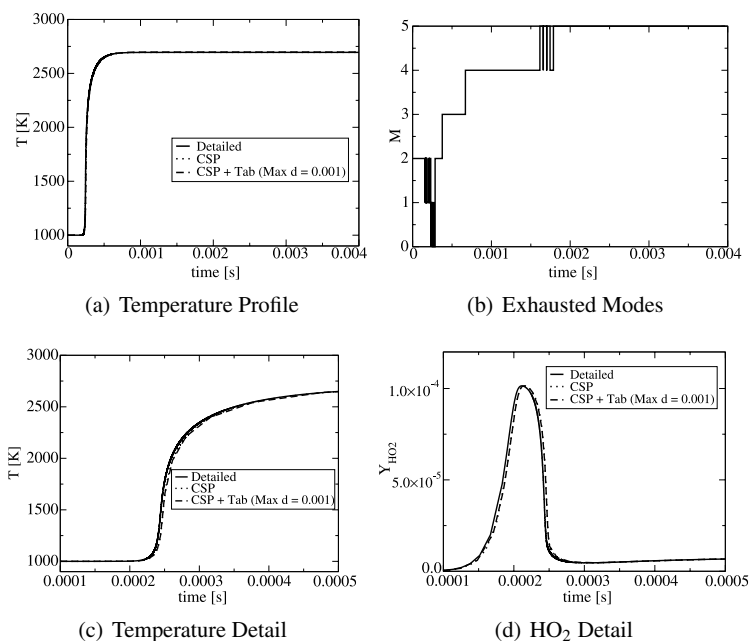 3000
2500
2000
1500
1000
T [K]
Detailed
CSP
CSP + Tab (Max d = 0.001)
0
0.001
0.002
0.003
0.004
time [s]
(a) Temperature Profile
5
4
3
2
1
0
M
0
0.001
0.002
0.003
0.004
time [s]
(b) Exhausted Modes
3000
2500
2000
1500
1000
T [K]
Detailed
CSP
CSP + Tab (Max d = 0.001)
0.0001
0.0002
0.0003
0.0004
0.0005
time [s]
(c) Temperature Detail
1.0×10⁻⁴
5.0×10⁻⁵
0
Y_HO2
Detailed
CSP
CSP + Tab (Max d = 0.001)
0.0001
0.0002
0.0003
0.0004
0.0005
time [s]
(d) HO₂ Detail